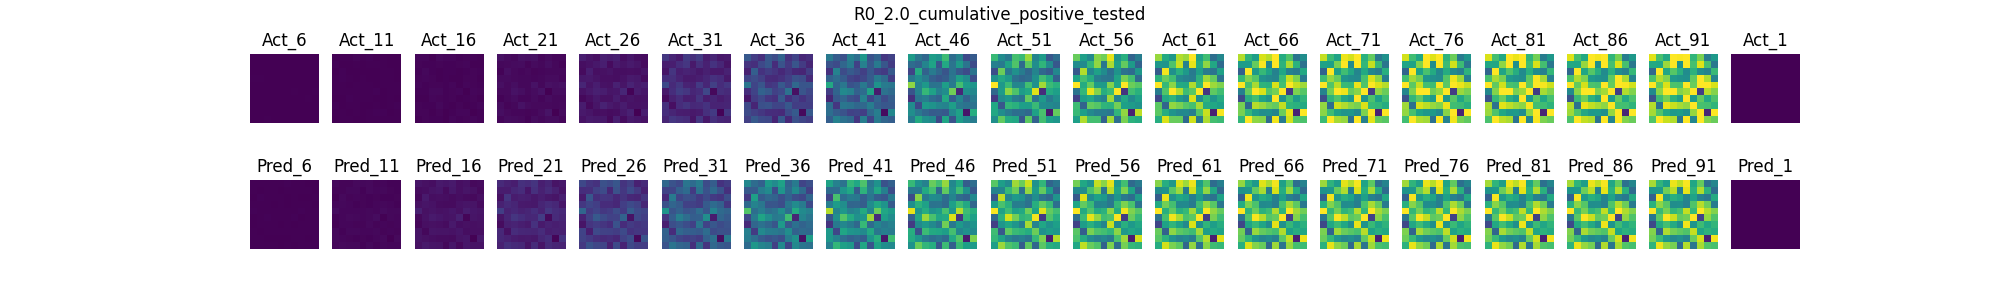 R0_2.0_cumulative_positive_tested
Act_6 Act_11 Act_16 Act_21 Act_26 Act_31 Act_36 Act_41 Act_46 Act_51 Act_56 Act_61 Act_66 Act_71 Act_76 Act_81 Act_86 Act_91 Act_1
Pred_6 Pred_11 Pred_16 Pred_21 Pred_26 Pred_31 Pred_36 Pred_41 Pred_46 Pred_51 Pred_56 Pred_61 Pred_66 Pred_71 Pred_76 Pred_81 Pred_86 Pred_91 Pred_1